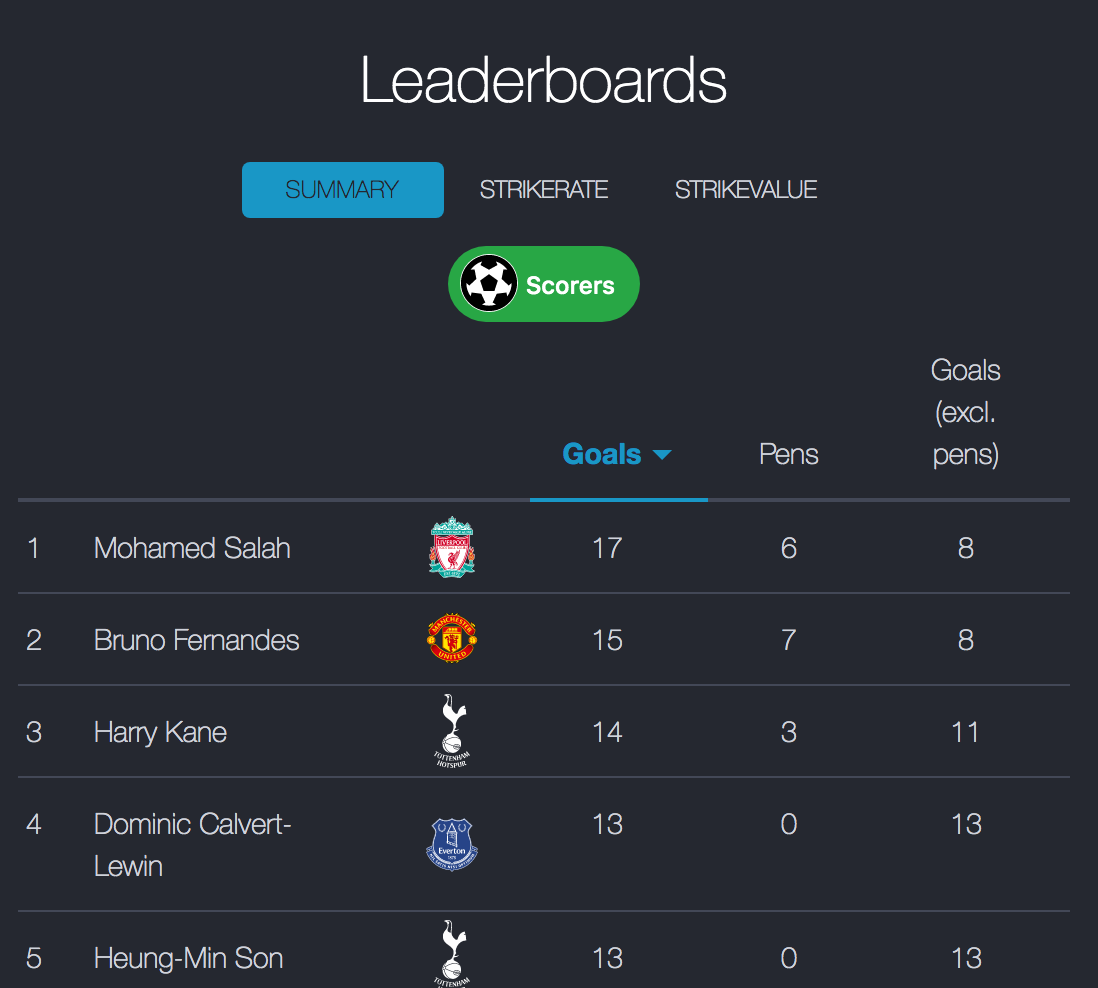 Leaderboards
SUMMARY STRIKERATE STRIKEVALUE
Scorers
Goals
(excl.
Goals Pens pens)
1 Mohamed Salah LIVERPOOL 17 6 8
2 Bruno Fernandes MANCHESTER UNITED 15 7 8
3 Harry Kane TOTTENHAM HOTSPUR 14 3 11
4 Dominic Calvert- Everton 13 0 13
Lewin
5 Heung-Min Son TOTTENHAM 13 0 13